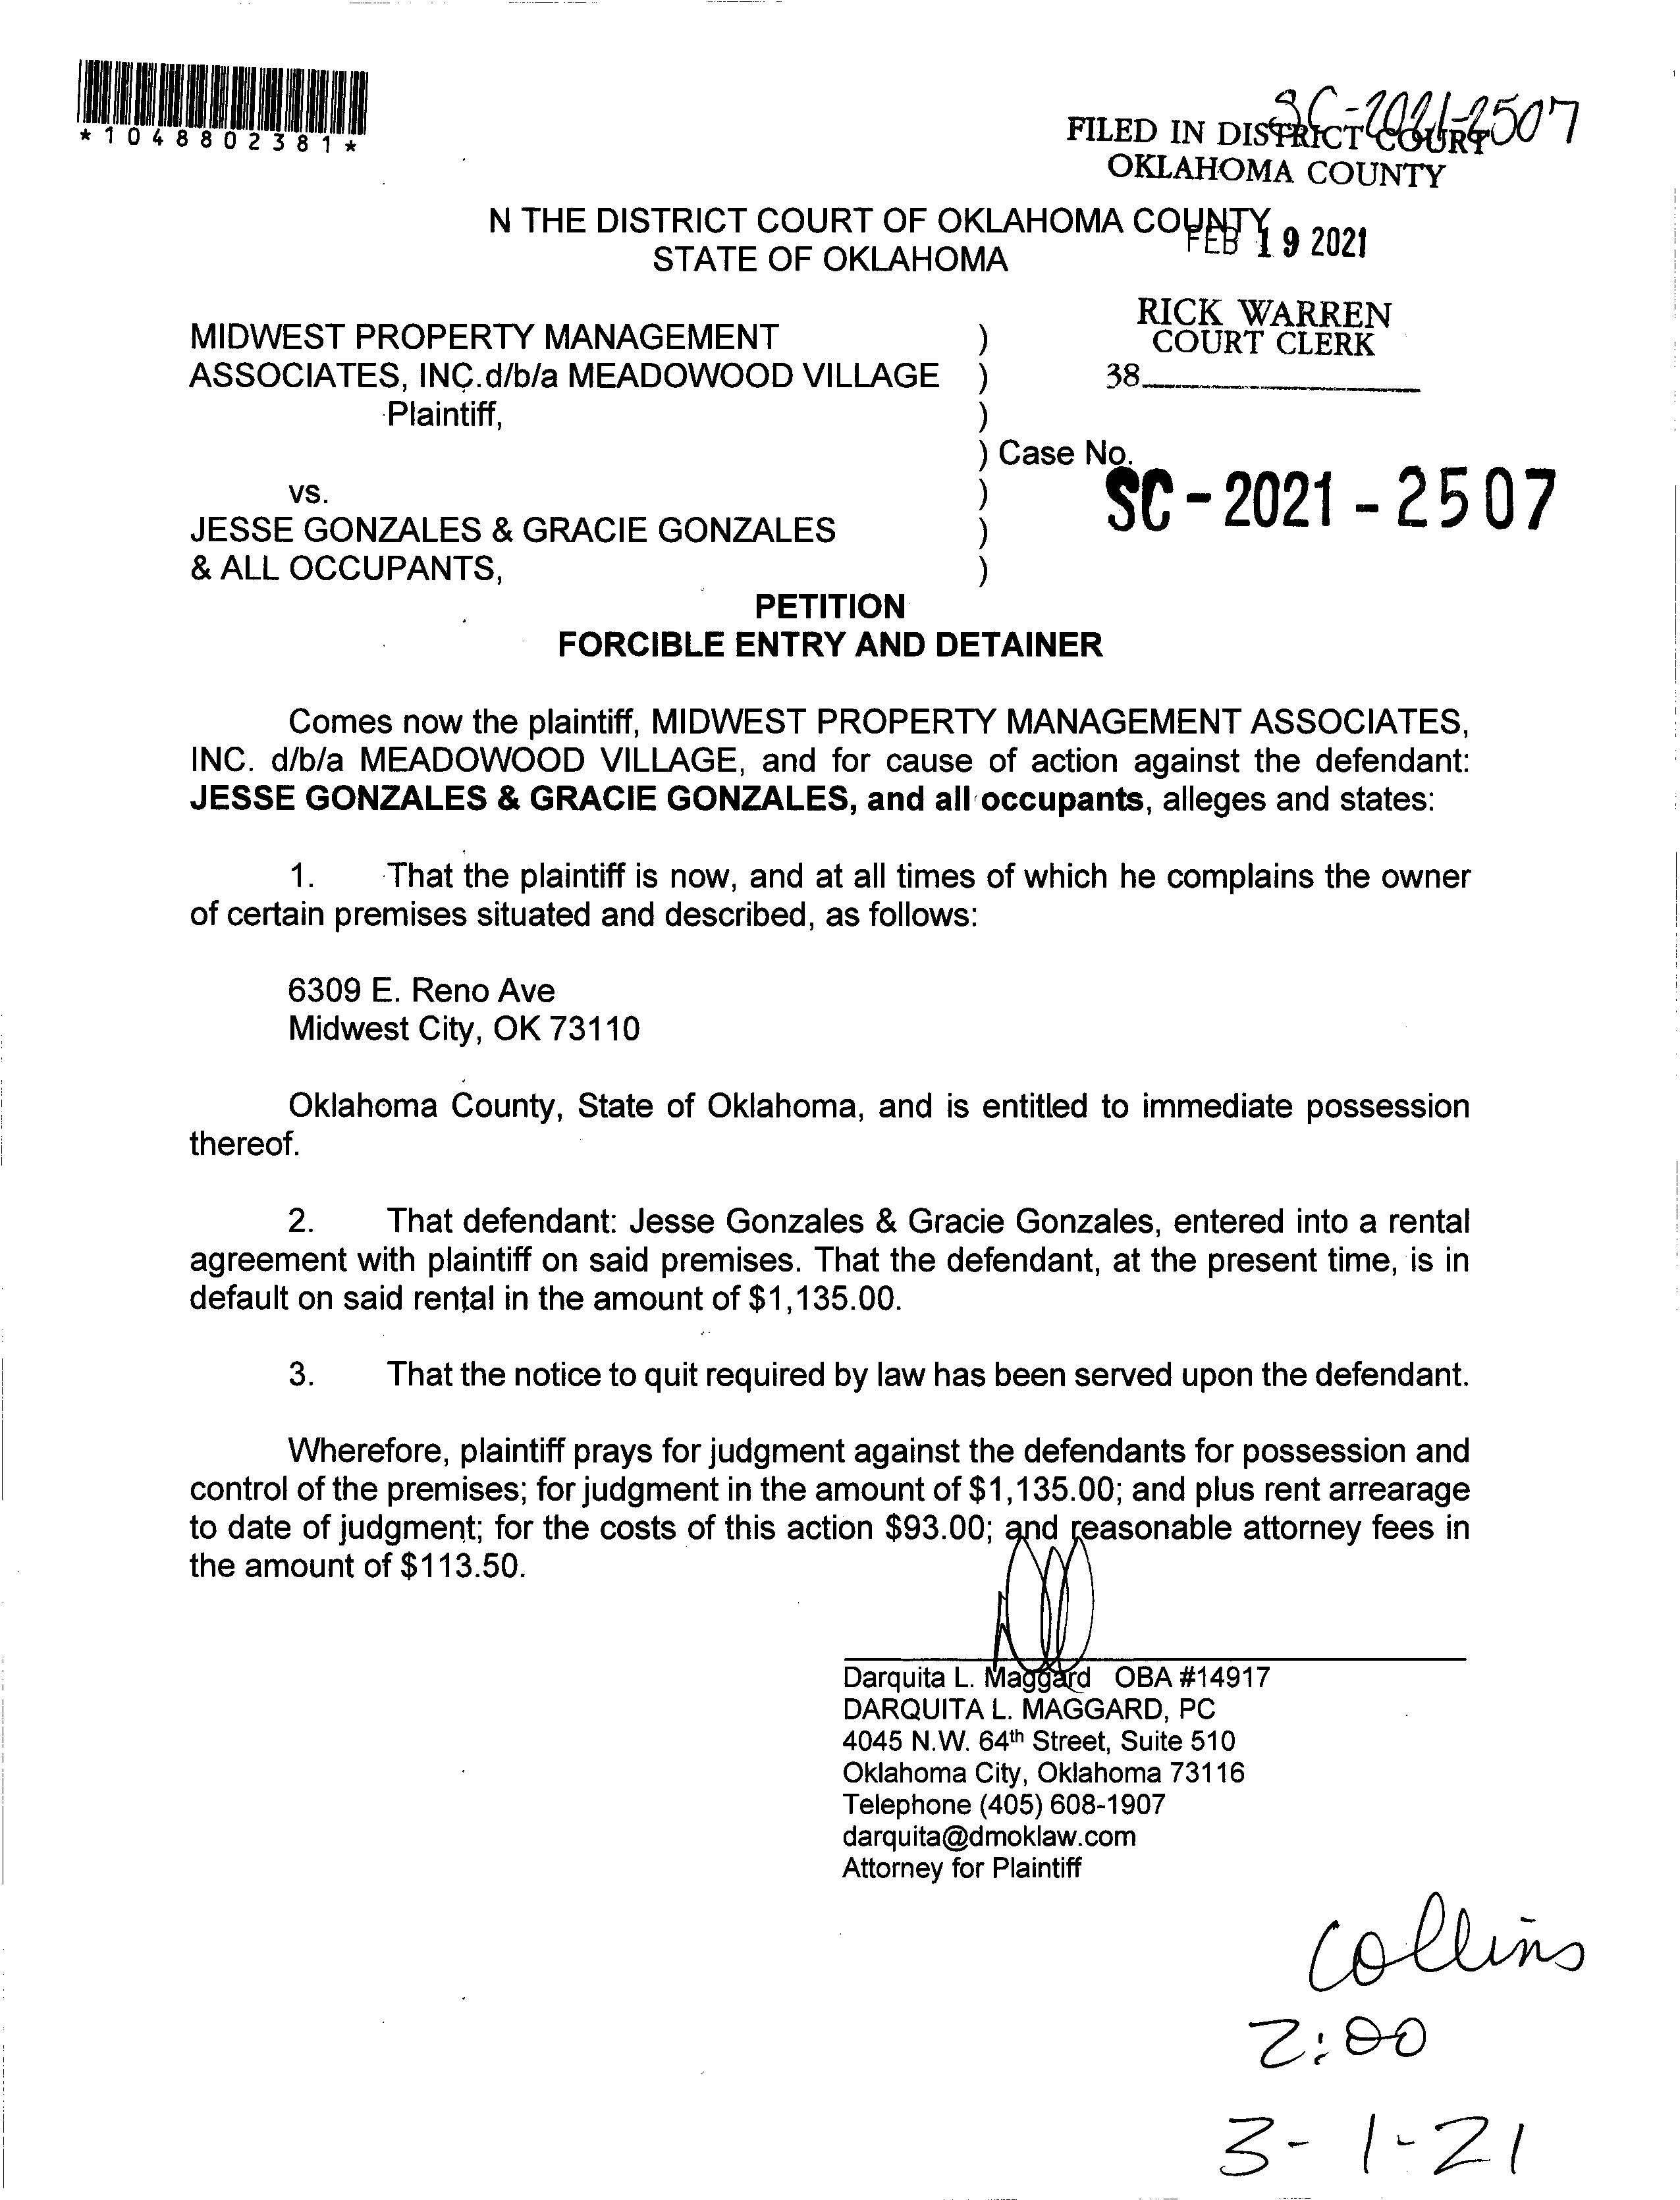 *1048802381*
SC-2021-2507
FILED IN DISTRICT COURT
OKLAHOMA COUNTY
N THE DISTRICT COURT OF OKLAHOMA COUNTY
FEB 19 2021
STATE OF OKLAHOMA
RICK WARREN
COURT CLERK
38
MIDWEST PROPERTY MANAGEMENT )
ASSOCIATES, INC.d/b/a MEADOWOOD VILLAGE )
Plaintiff, )
) Case No.
SC-2021-2507
vs. )
JESSE GONZALES & GRACIE GONZALES )
& ALL OCCUPANTS, )
PETITION
FORCIBLE ENTRY AND DETAINER
Comes now the plaintiff, MIDWEST PROPERTY MANAGEMENT ASSOCIATES,
INC. d/b/a MEADOWOOD VILLAGE, and for cause of action against the defendant:
JESSE GONZALES & GRACIE GONZALES, and all occupants, alleges and states:
1. That the plaintiff is now, and at all times of which he complains the owner
of certain premises situated and described, as follows:
6309 E. Reno Ave
Midwest City, OK 73110
Oklahoma County, State of Oklahoma, and is entitled to immediate possession
thereof.
2. That defendant: Jesse Gonzales & Gracie Gonzales, entered into a rental
agreement with plaintiff on said premises. That the defendant, at the present time, is in
default on said rental in the amount of $1,135.00.
3. That the notice to quit required by law has been served upon the defendant.
Wherefore, plaintiff prays for judgment against the defendants for possession and
control of the premises; for judgment in the amount of $1,135.00; and plus rent arrearage
to date of judgment; for the costs of this action $93.00; and reasonable attorney fees in
the amount of $113.50.
Darquita L. Maggard OBA #14917
DARQUITA L. MAGGARD, PC
4045 N.W. 64th Street, Suite 510
Oklahoma City, Oklahoma 73116
Telephone (405) 608-1907
darquita@dmoklaw.com
Attorney for Plaintiff
Collins
2:00
3-1-21